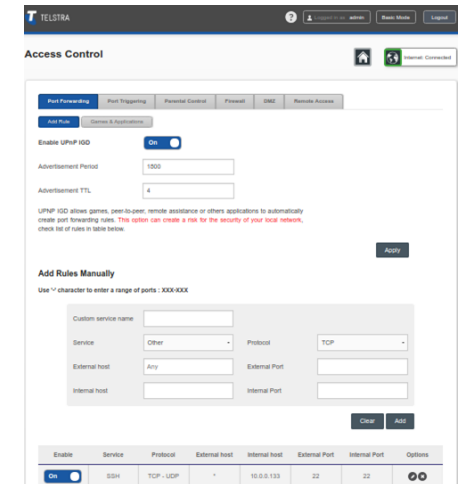 TELSTRA
? Logged in as admin Basic Mode Logout
Access Control
Internet: Connected
Port Forwarding Port Triggering Parental Control Firewall DMZ Remote Access
Add Rule Games & Applications
Enable UPnP IGD On
Advertisement Period 1800
Advertisement TTL 4
UPNP IGD allows games, peer-to-peer, remote assistance or others applications to automatically
create port forwarding rules. This option can create a risk for the security of your local network,
check list of rules in table below.
Apply
Add Rules Manually
Use '-' character to enter a range of ports : XXX-XXX
Custom service name
Service Other Protocol TCP
External host Any External Port
Internal host Internal Port
Clear Add
Enable Service Protocol External host Internal host External Port Internal Port Options
On SSH TCP - UDP * 10.0.0.133 22 22